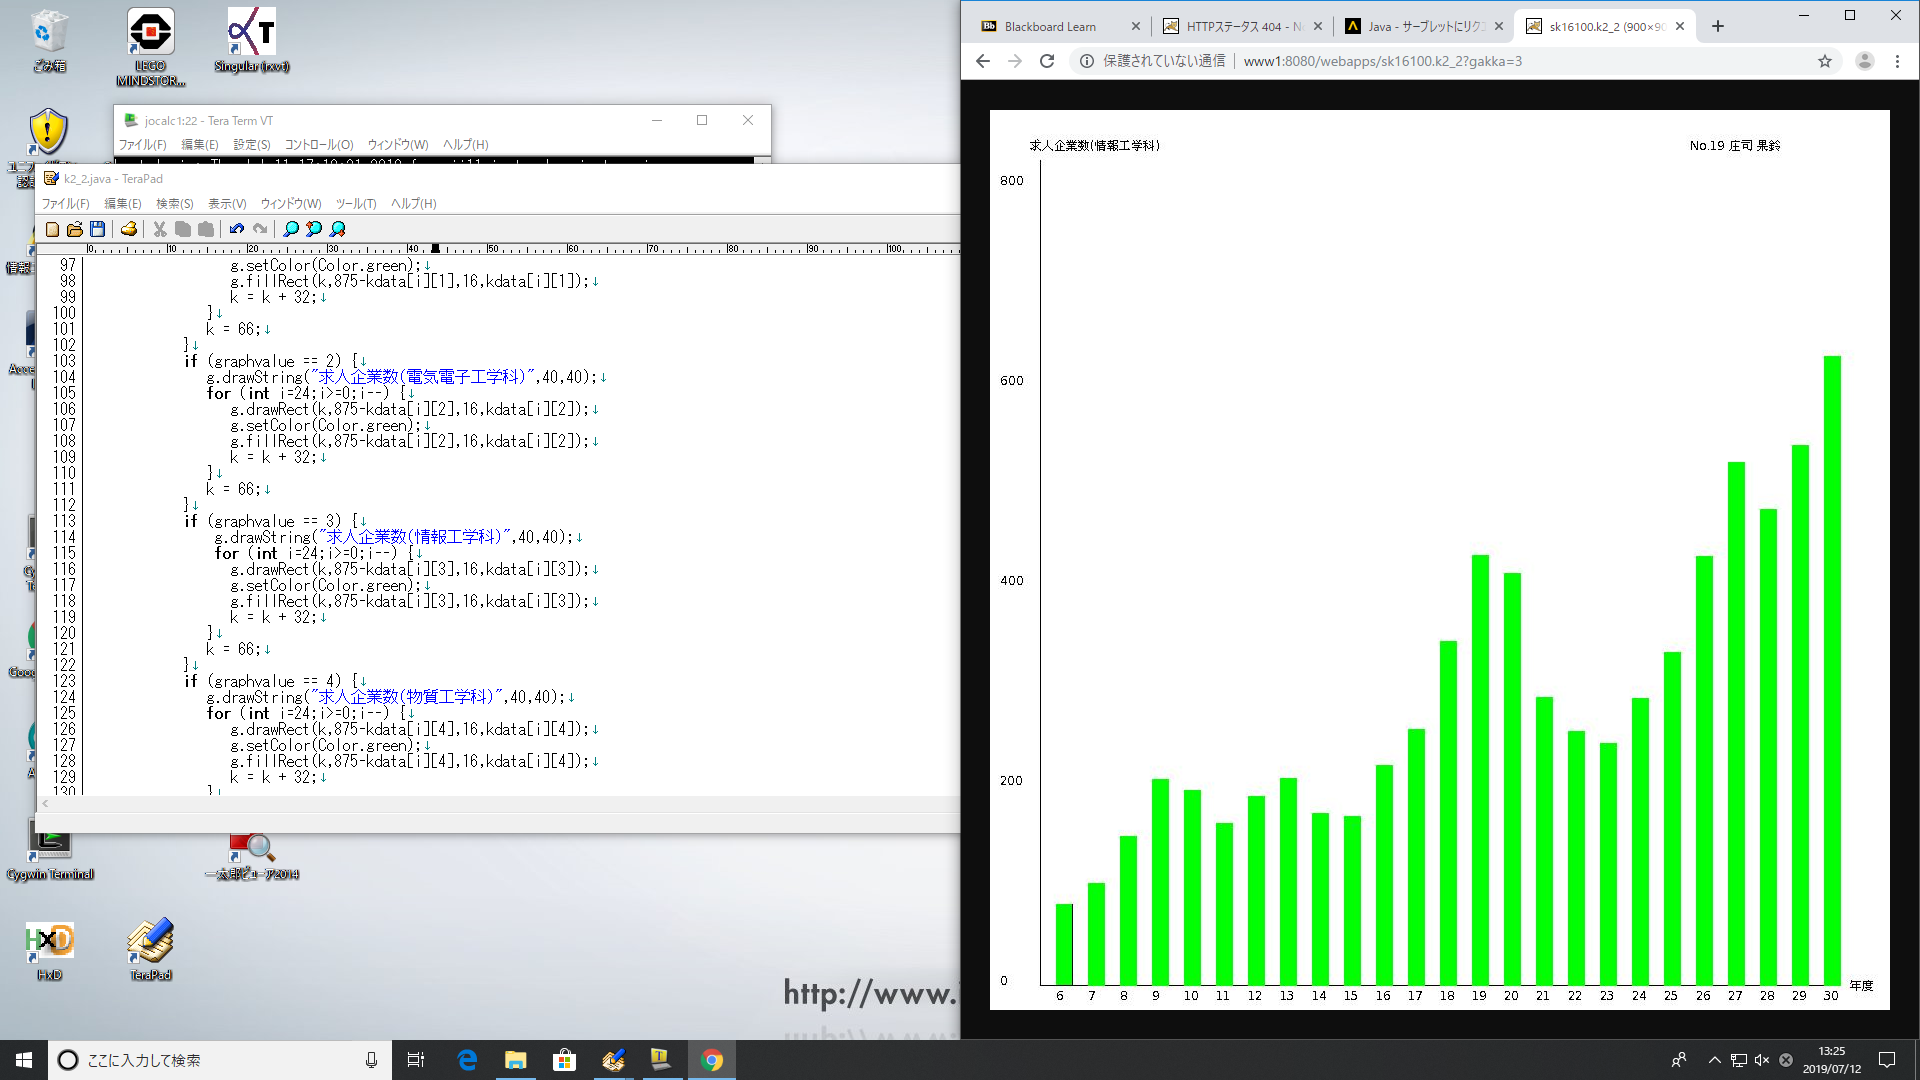 ごみ箱
LEGO MINDSTOR...
Singular (rxvt)
jocalc1:22 - Tera Term VT
ファイル(F) 編集(E) 設定(S) コントロール(O) ウィンドウ(W) ヘルプ(H)
k2_2.java - TeraPad
ファイル(F) 編集(E) 検索(S) 表示(V) ウィンドウ(W) ツール(T) ヘルプ(H)
0 10 20 30 40 50 60 70 80 90 100
97 g.setColor(Color.green);↓
98 g.fillRect(k,875-kdata[i][1],16,kdata[i][1]);↓
99 k = k + 32;↓
100 }↓
101 k = 66;↓
102 }↓
103 if (graphvalue == 2) {↓
104 g.drawString("求人企業数(電気電子工学科)",40,40);↓
105 for (int i=24;i>=0;i--) {↓
106 g.drawRect(k,875-kdata[i][2],16,kdata[i][2]);↓
107 g.setColor(Color.green);↓
108 g.fillRect(k,875-kdata[i][2],16,kdata[i][2]);↓
109 k = k + 32;↓
110 }↓
111 k = 66;↓
112 }↓
113 if (graphvalue == 3) {↓
114 g.drawString("求人企業数(情報工学科)",40,40);↓
115 for (int i=24;i>=0;i--) {↓
116 g.drawRect(k,875-kdata[i][3],16,kdata[i][3]);↓
117 g.setColor(Color.green);↓
118 g.fillRect(k,875-kdata[i][3],16,kdata[i][3]);↓
119 k = k + 32;↓
120 }↓
121 k = 66;↓
122 }↓
123 if (graphvalue == 4) {↓
124 g.drawString("求人企業数(物質工学科)",40,40);↓
125 for (int i=24;i>=0;i--) {↓
126 g.drawRect(k,875-kdata[i][4],16,kdata[i][4]);↓
127 g.setColor(Color.green);↓
128 g.fillRect(k,875-kdata[i][4],16,kdata[i][4]);↓
129 k = k + 32;↓
130 }↓
Cygwin Terminal
一太郎ビューア2014
HxD
TeraPad
http://www.
Blackboard Learn
HTTPステータス 404 - N
Java - サーブレットにリクエ
sk16100.k2_2 (900×90
保護されていない通信 | www1:8080/webapps/sk16100.k2_2?gakka=3
求人企業数(情報工学科)
No.19 庄司 果鈴
800
600
400
200
0
6 7 8 9 10 11 12 13 14 15 16 17 18 19 20 21 22 23 24 25 26 27 28 29 30
年度
ここに入力して検索
13:25
2019/07/12